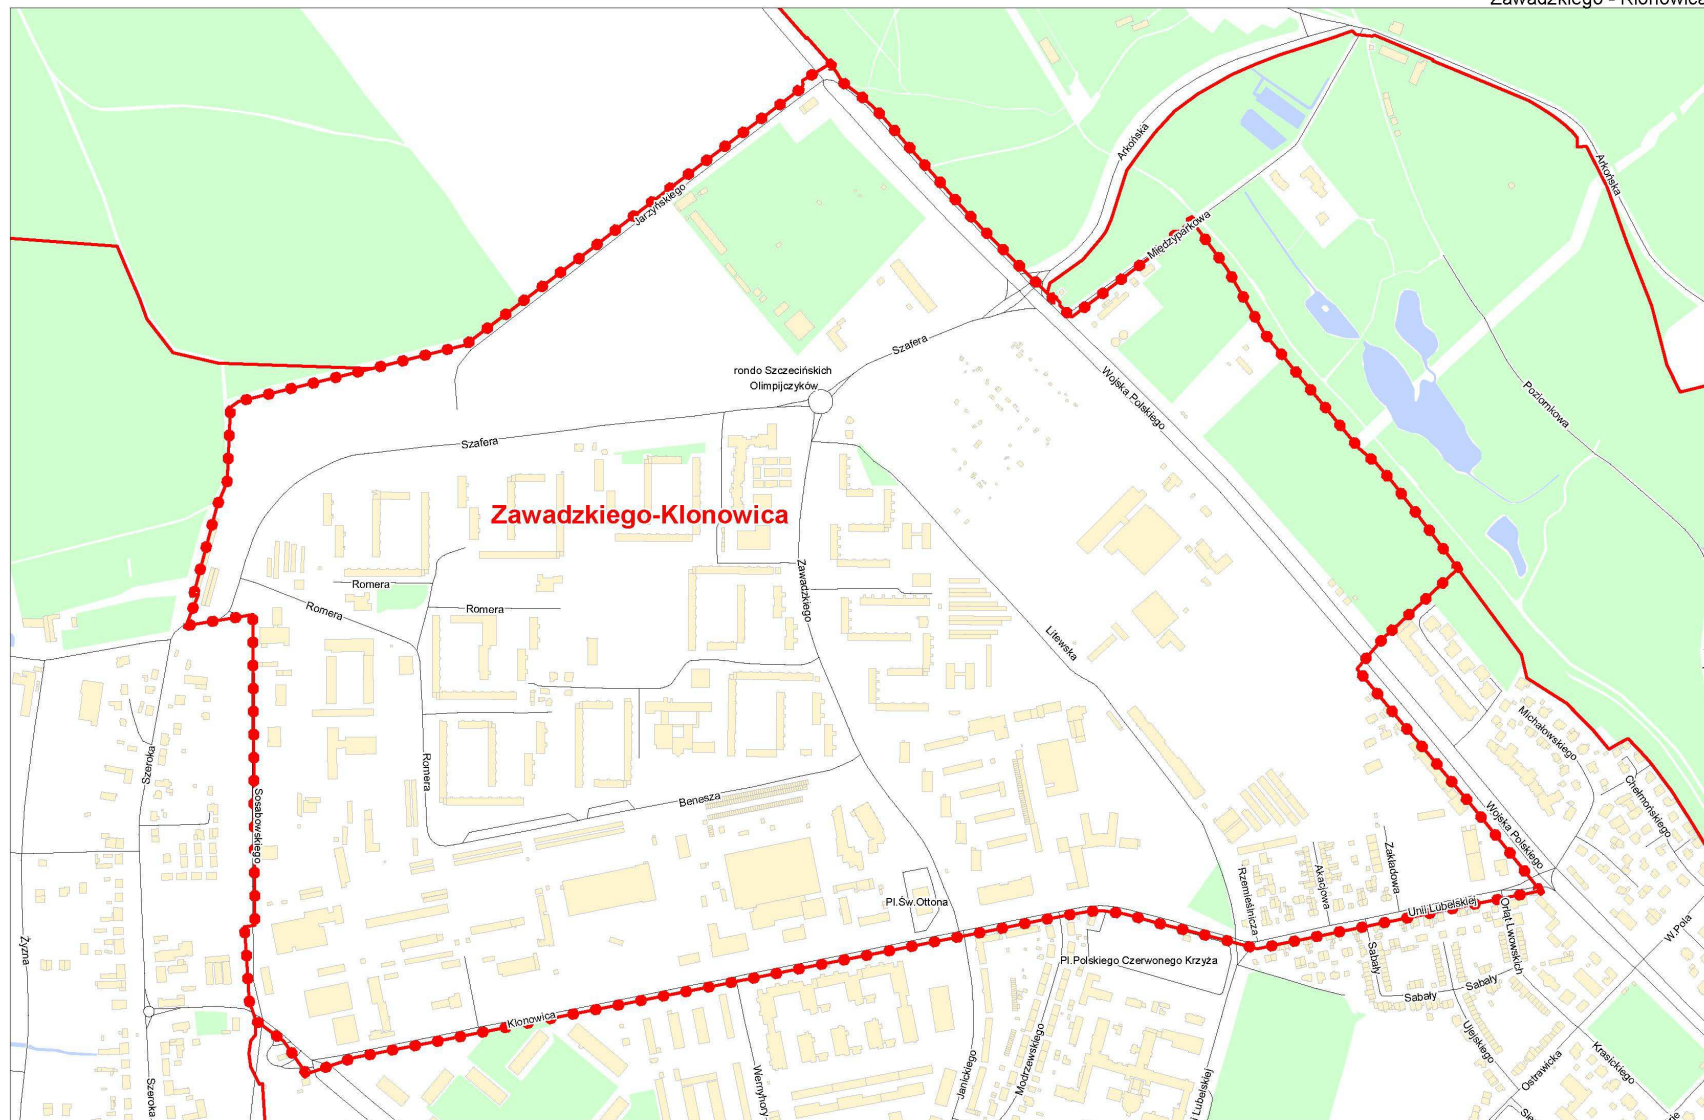 Zawadzkiego - Klonowica
Arkońska
Arkońska
Jarzyńskiego
Międzyparkowa
Szafera
rondo Szczecińskich
Olimpijczyków
Wojska Polskiego
Poziomkowa
Szafera
Zawadzkiego-Klonowica
Zawadzkiego
Romera
Romera
Romera
Litewska
Szeroka
Romera
Michałowskiego
Chełmońskiego
Benesza
Sosabowskiego
Wojska Polskiego
Rzemieślnicza
Akacjowa
Zakładowa
Pl.Św.Ottona
Unii Lubelskiej
Orląt Lwowskich
W.Pola
Żyzna
Pl.Polskiego Czerwonego Krzyża
Sabały
Sabały
Sabały
Klonowica
Ujejskiego
Krasickiego
Ostrawicka
Szeroka
Wernyhory
Janickiego
Modrzewskiego
Lubelskiej